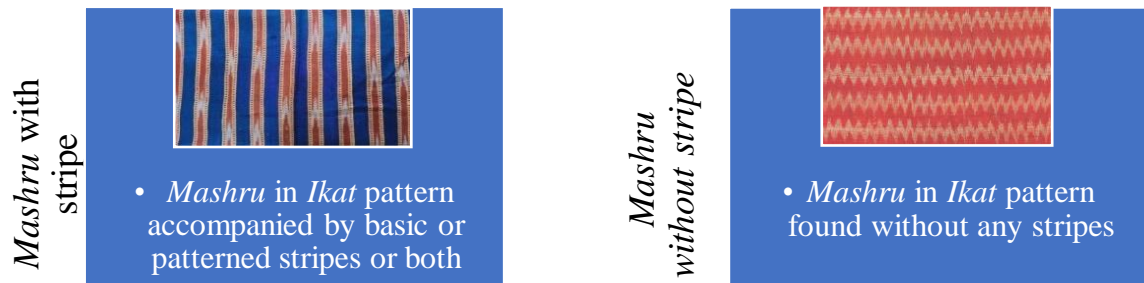 Mashru with
stripe
• Mashru in Ikat pattern
accompanied by basic or
patterned stripes or both
Mashru
without stripe
• Mashru in Ikat pattern
found without any stripes